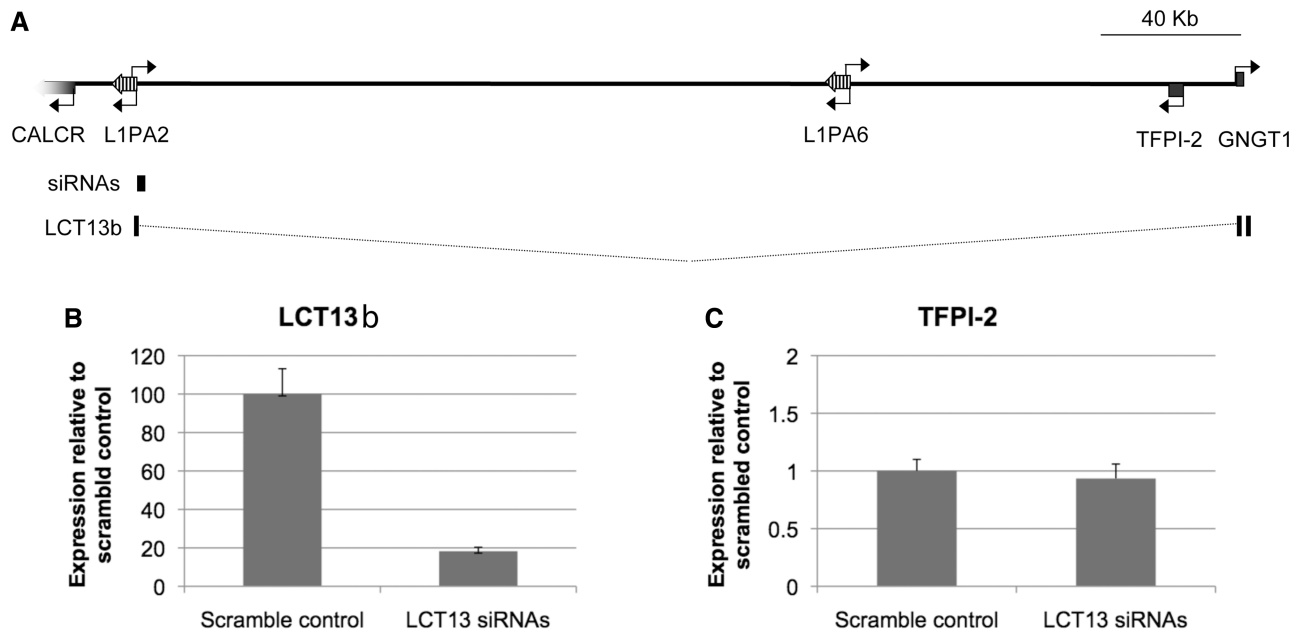 A
40 Kb
CALCR
L1PA2
L1PA6
TFPI-2
GNGT1
siRNAs
LCT13b
B
LCT13b
Expression relative to
scrambld control
120
100
80
60
40
20
0
Scramble control
LCT13 siRNAs
C
TFPI-2
Expression relative to
scrambled control
2
1.5
1
0.5
0
Scramble control
LCT13 siRNAs